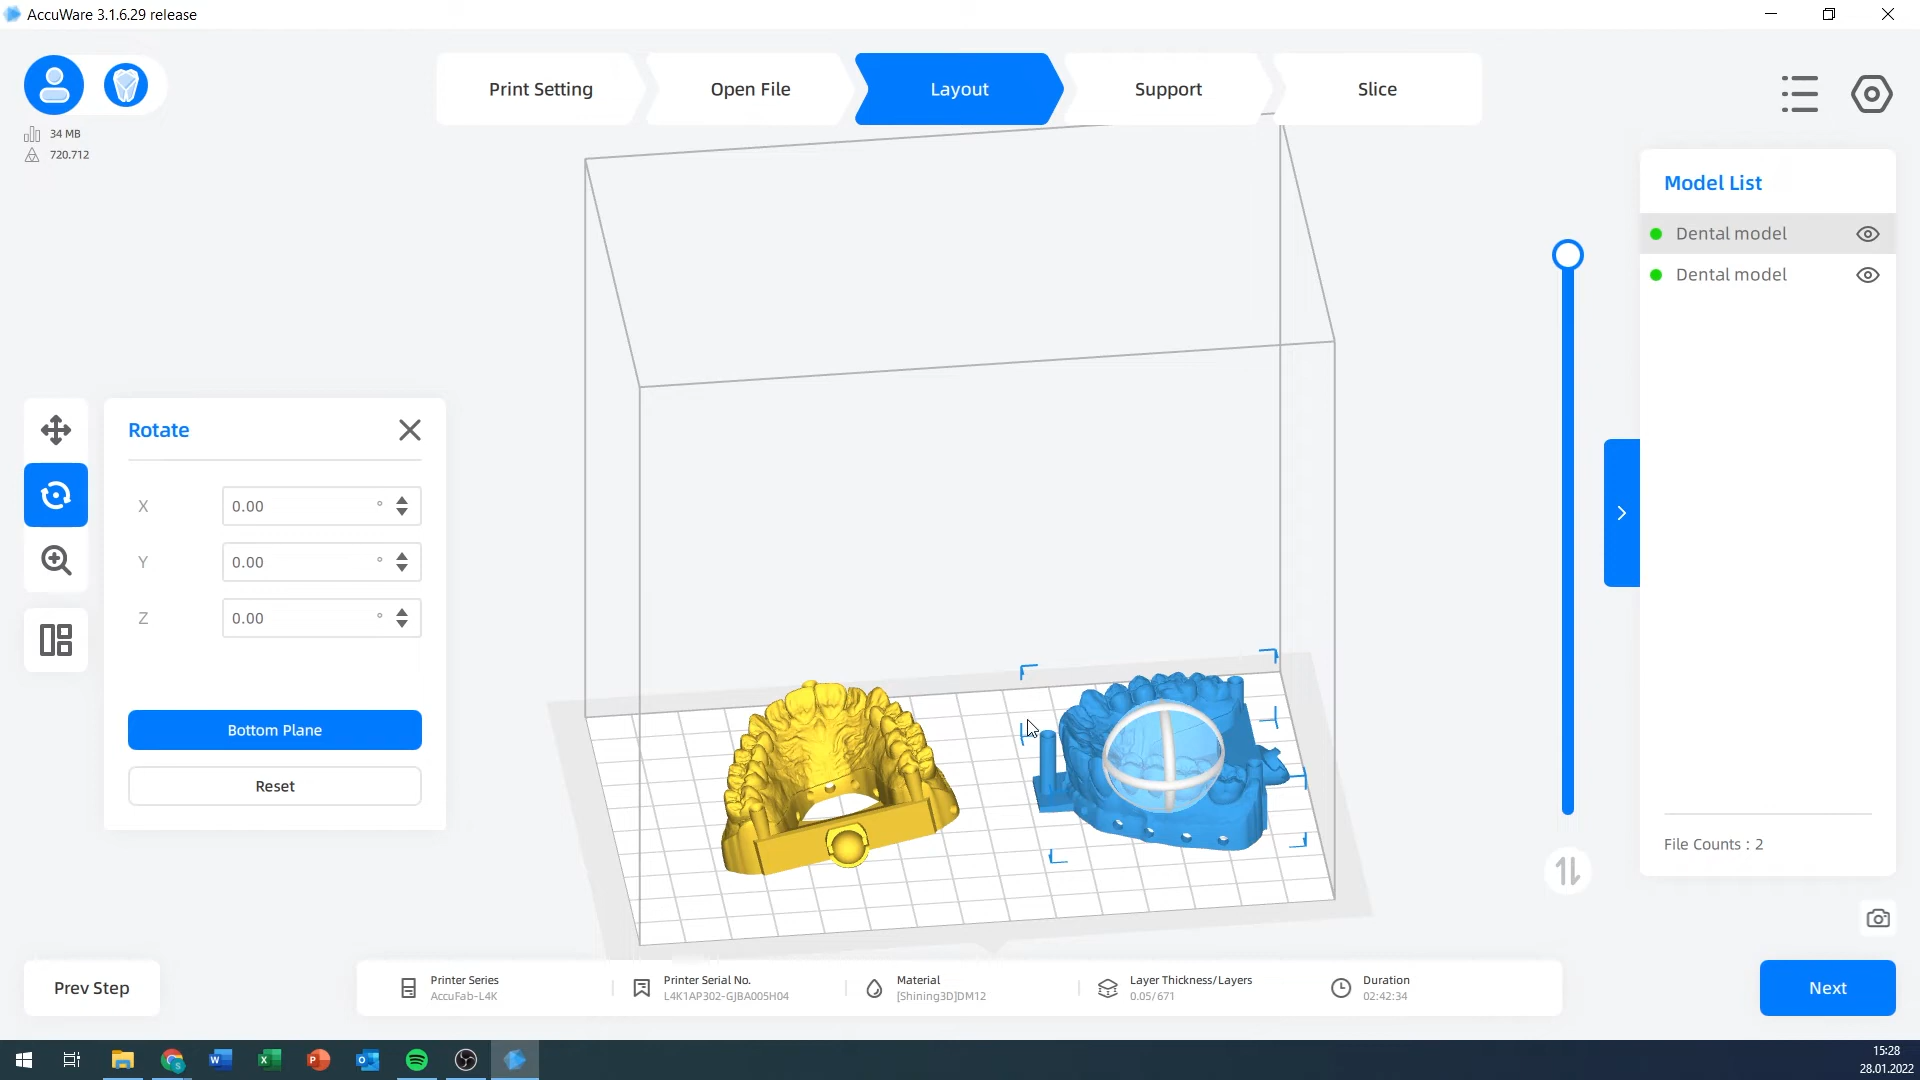 AccuWare 3.1.6.29 release
34 MB
720.712
Print Setting
Open File
Layout
Support
Slice
Model List
Dental model
Dental model
File Counts : 2
Rotate
X 0.00 °
Y 0.00 °
Z 0.00 °
Bottom Plane
Reset
Prev Step
Printer Series
AccuFab-L4K
Printer Serial No.
L4K1AP302-GJBA005H04
Material
[Shining3D]DM12
Layer Thickness/Layers
0.05/671
Duration
02:42:34
Next
15:28
28.01.2022